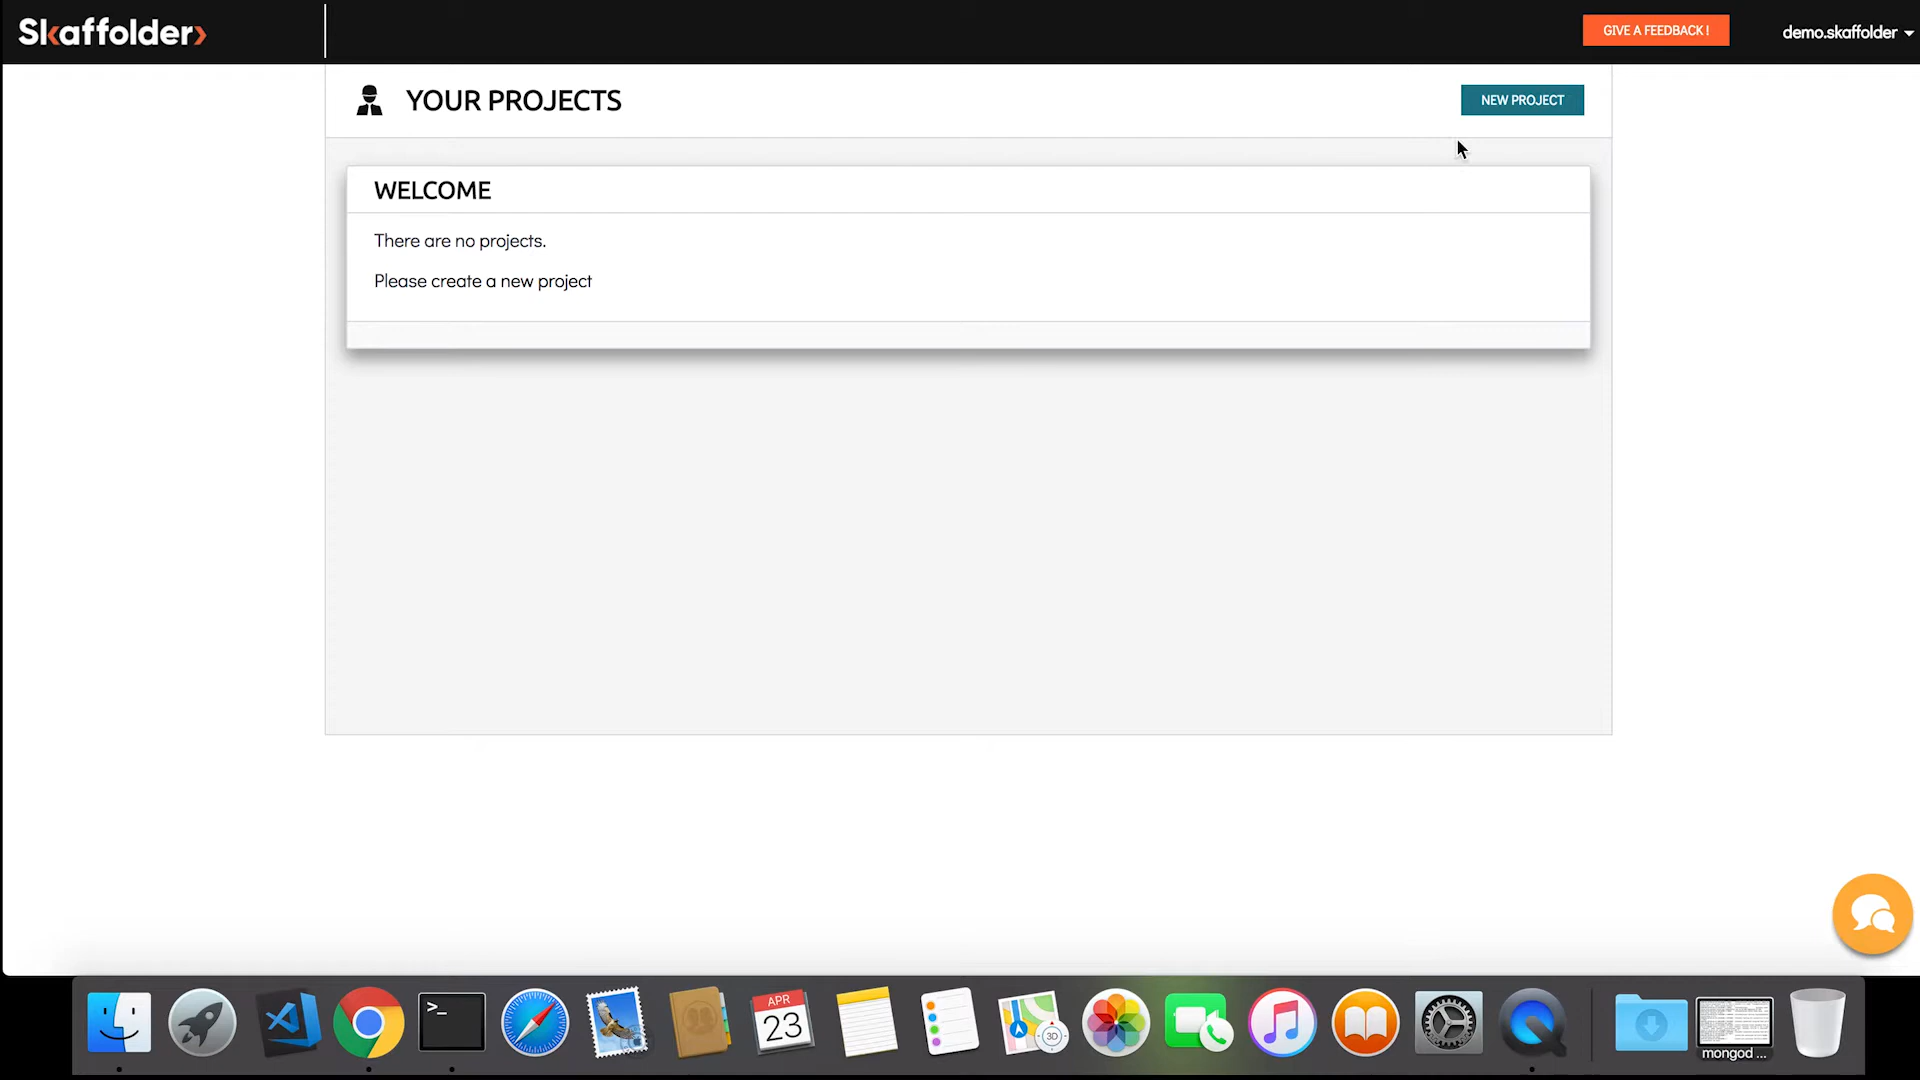 Skaffolder
GIVE A FEEDBACK !
demo.skaffolder
YOUR PROJECTS
NEW PROJECT
WELCOME
There are no projects.
Please create a new project
>_
APR
23
3D
mongod ...